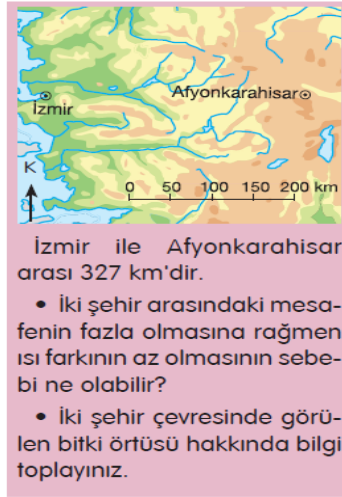 Afyonkarahisar
İzmir
K
0 50 100 150 200 km
İzmir ile Afyonkarahisar
arası 327 km'dir.
• İki şehir arasındaki mesa-
fenin fazla olmasına rağmen
ısı farkının az olmasının sebe-
bi ne olabilir?
• İki şehir çevresinde görü-
len bitki örtüsü hakkında bilgi
toplayınız.